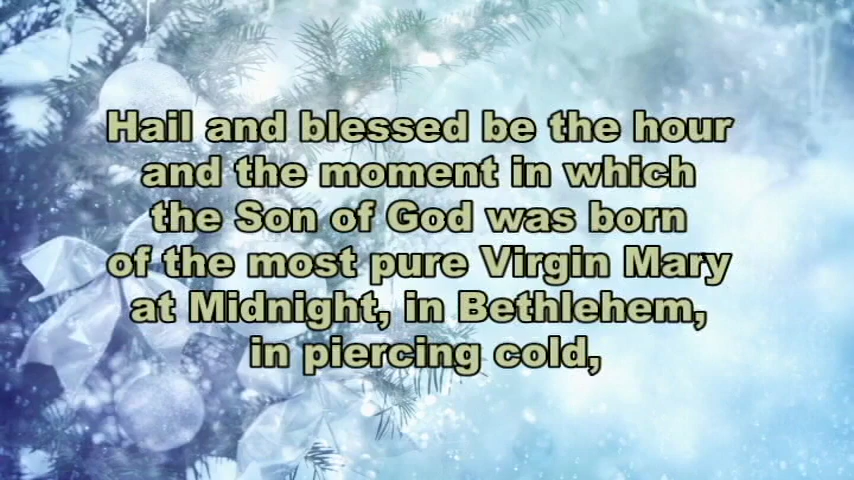 Hail and blessed be the hour
and the moment in which
the Son of God was born
of the most pure Virgin Mary
at Midnight, in Bethlehem,
in piercing cold,